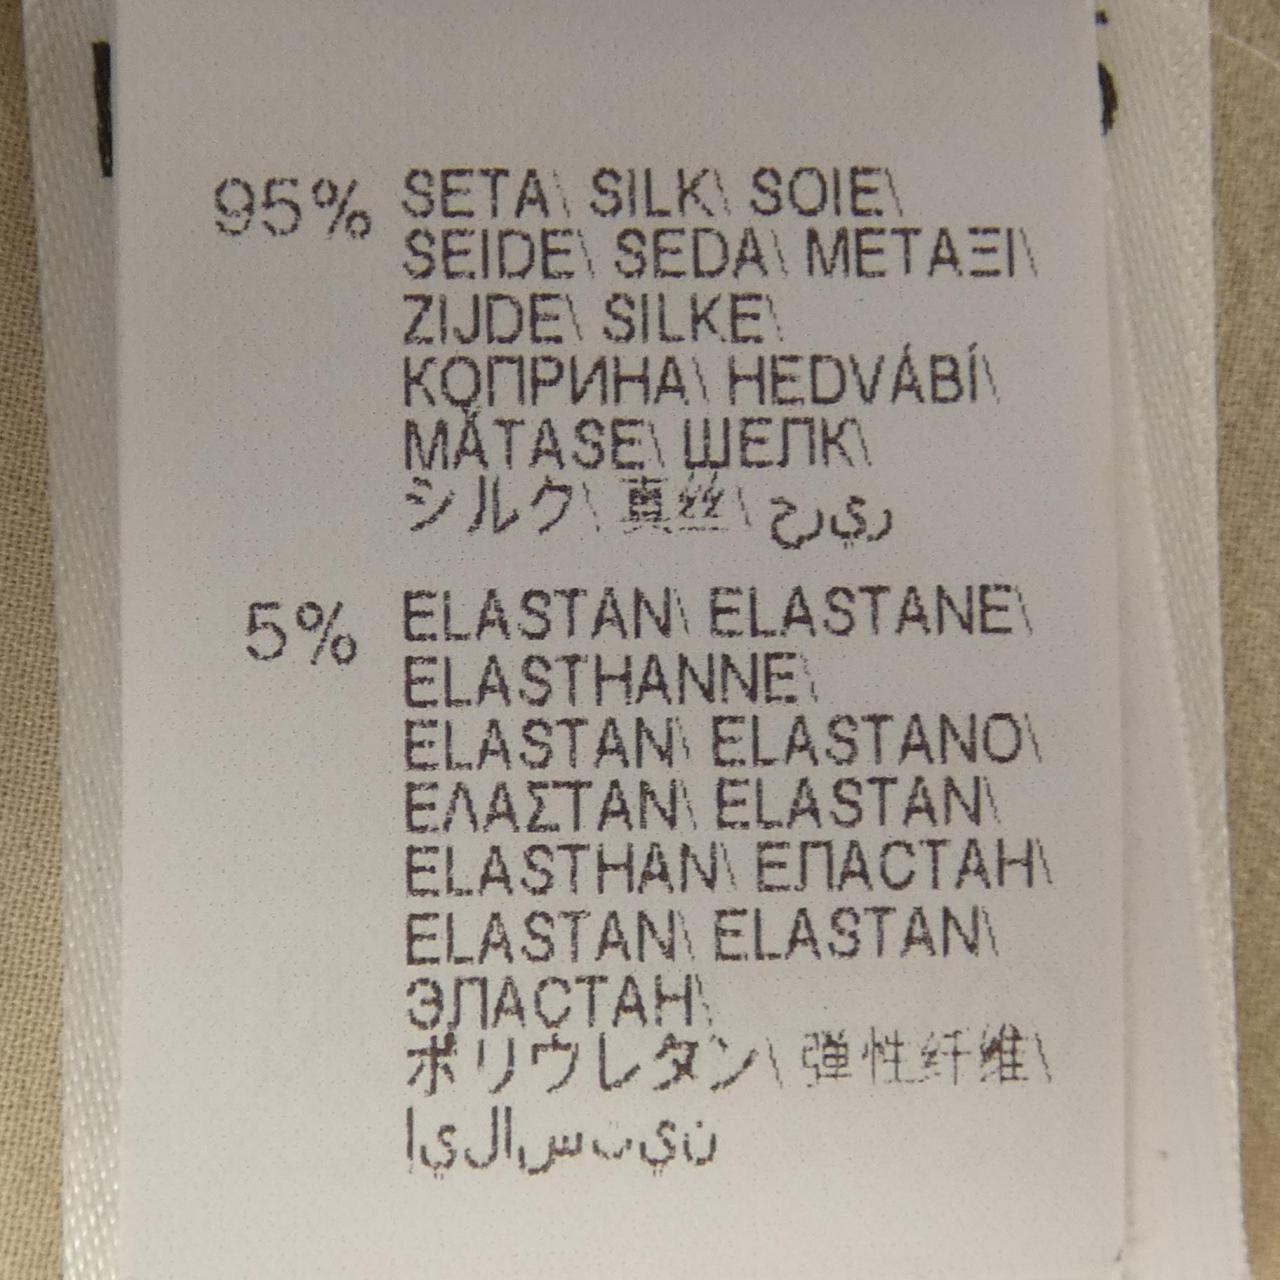 95% SETA\ SILK\ SOIE\
SEIDE\ SEDA\ ΜΕΤΑΞΙ\
ZIJDE\ SILKE\
КОПРИНА\ HEDVÁBÍ\
MĂTASE\ ШЕЛК\
シルク\ 真丝\ حرير
5% ELASTAN\ ELASTANE\
ELASTHANNE\
ELASTAN\ ELASTANO\
ΕΛΑΣΤΑΝ\ ELASTAN\
ELASTHAN\ ЕЛАСТАН\
ELASTAN\ ELASTAN\
ЭЛАСТАН\
ポリウレタン\ 弹性纤维\